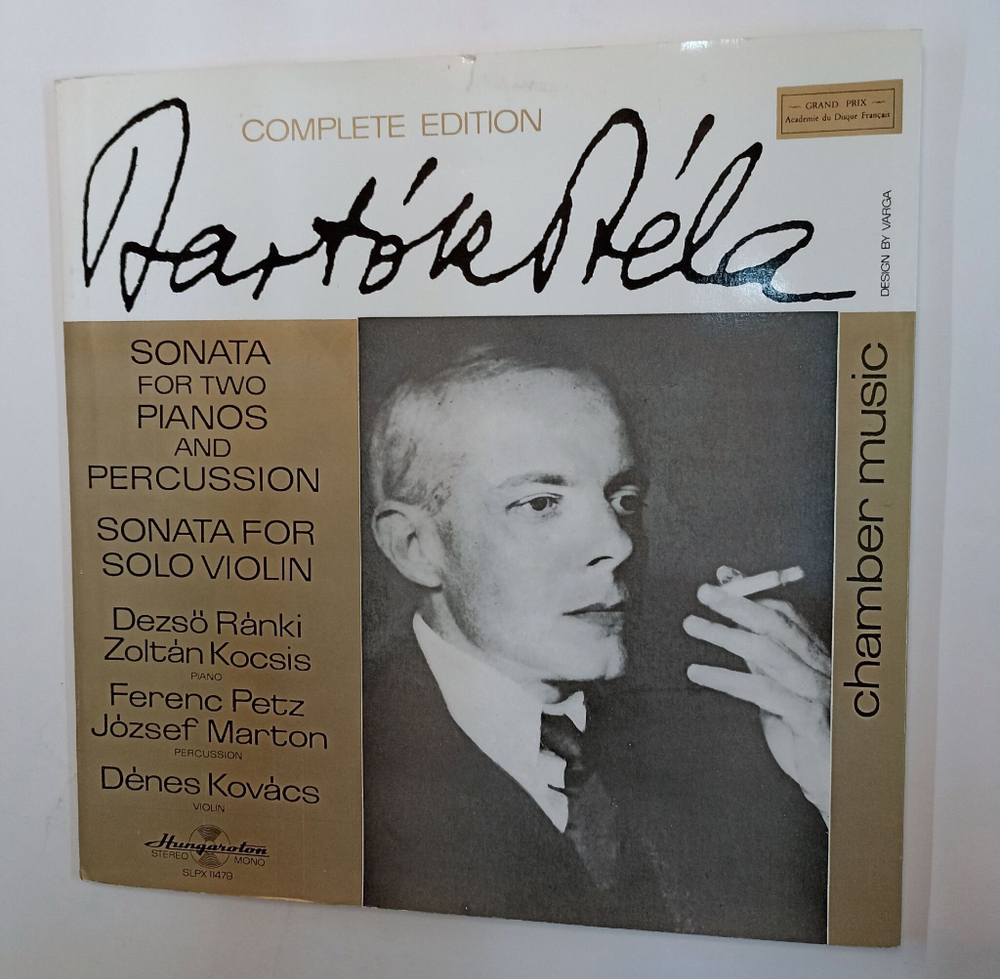 COMPLETE EDITION
GRAND PRIX
Academie du Disque Français
Bartók Béla
DESIGN BY VARGA
SONATA
FOR TWO
PIANOS
AND
PERCUSSION
SONATA FOR
SOLO VIOLIN
Dezső Ránki
Zoltán Kocsis
PIANO
Ferenc Petz
József Marton
PERCUSSION
Dénes Kovács
VIOLIN
Hungaroton
STEREO MONO
SLPX 11479
chamber music